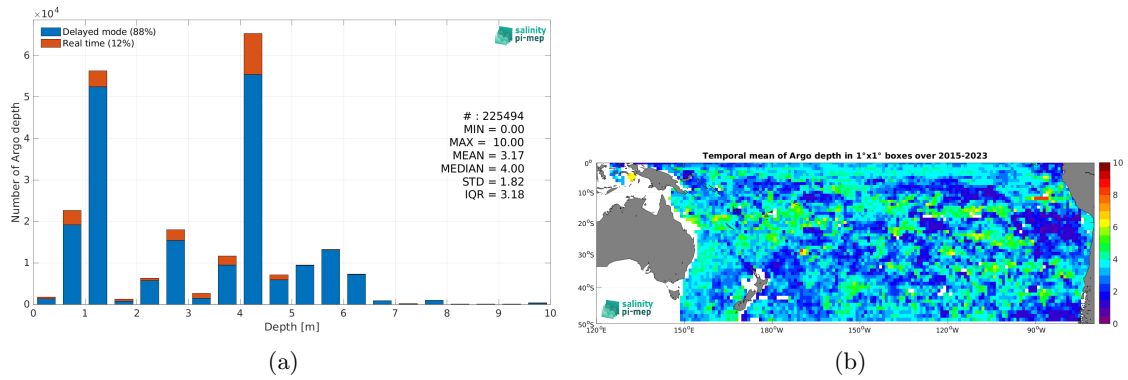 ×10⁴
Delayed mode (88%)
Real time (12%)
salinity
pi-mep
6
5
4
3
2
1
0
Number of Argo depth
# : 225494
MIN = 0.00
MAX = 10.00
MEAN = 3.17
MEDIAN = 4.00
STD = 1.82
IQR = 3.18
0 1 2 3 4 5 6 7 8 9 10
Depth [m]
(a)
Temporal mean of Argo depth in 1°x1° boxes over 2015-2023
0°
10°S
20°S
30°S
40°S
50°S
120°E 150°E 180°W 150°W 120°W 90°W
salinity
pi-mep
10
8
6
4
2
0
(b)